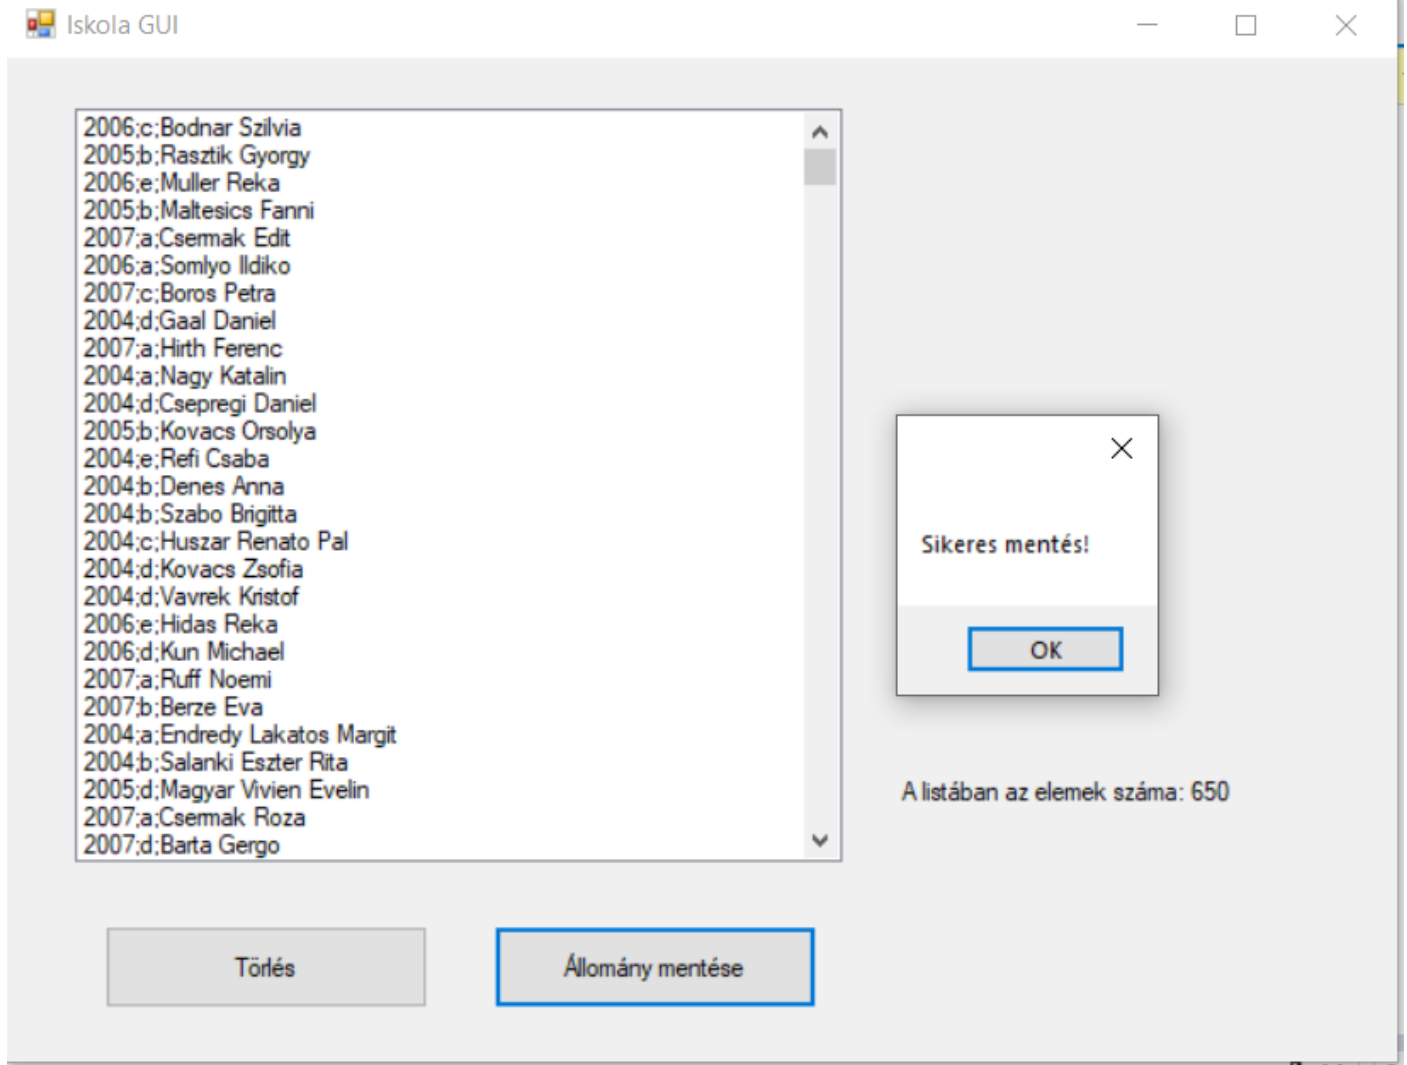 Iskola GUI
2006;c;Bodnar Szilvia
2005;b;Rasztik Gyorgy
2006;e;Muller Reka
2005;b;Maltesics Fanni
2007;a;Csermak Edit
2006;a;Somlyo Ildiko
2007;c;Boros Petra
2004;d;Gaal Daniel
2007;a;Hirth Ferenc
2004;a;Nagy Katalin
2004;d;Csepregi Daniel
2005;b;Kovacs Orsolya
2004;e;Refi Csaba
2004;b;Denes Anna
2004;b;Szabo Brigitta
2004;c;Huszar Renato Pal
2004;d;Kovacs Zsofia
2004;d;Vavrek Kristof
2006;e;Hidas Reka
2006;d;Kun Michael
2007;a;Ruff Noemi
2007;b;Berze Eva
2004;a;Endredy Lakatos Margit
2004;b;Salanki Eszter Rita
2005;d;Magyar Vivien Evelin
2007;a;Csermak Roza
2007;d;Barta Gergo
Sikeres mentés!
OK
A listában az elemek száma: 650
Törlés
Állomány mentése